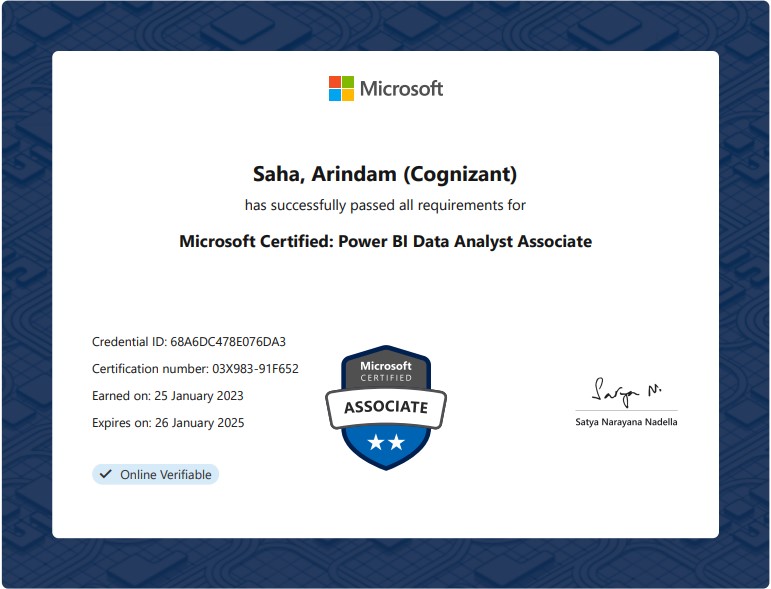 Microsoft
Saha, Arindam (Cognizant)
has successfully passed all requirements for
Microsoft Certified: Power BI Data Analyst Associate
Credential ID: 68A6DC478E076DA3
Certification number: 03X983-91F652
Earned on: 25 January 2023
Expires on: 26 January 2025
Online Verifiable
Microsoft
CERTIFIED
ASSOCIATE
Satya N.
Satya Narayana Nadella